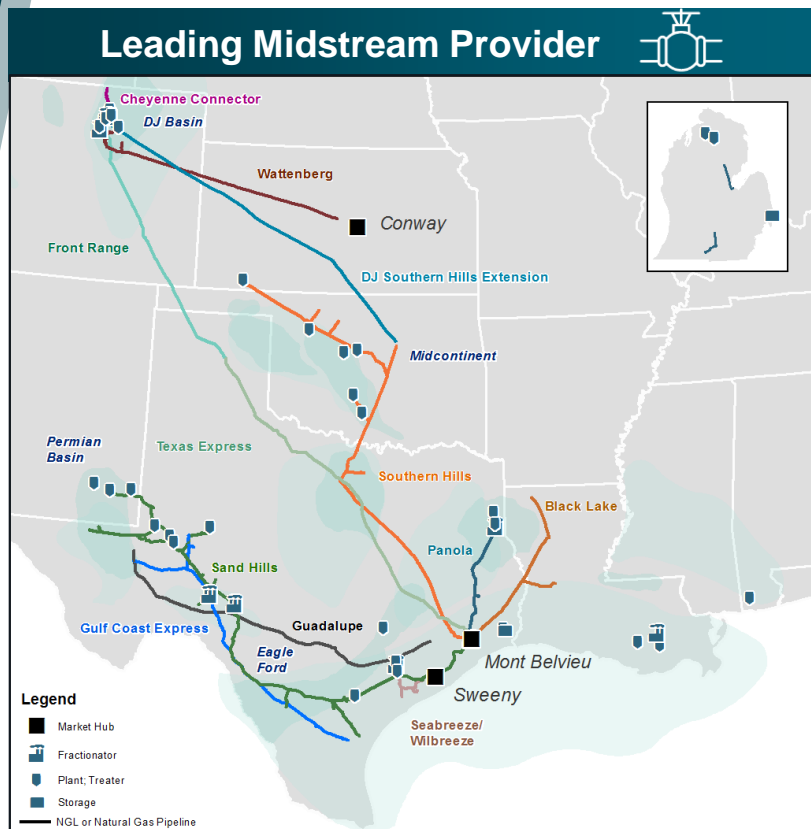 Leading Midstream Provider
Cheyenne Connector
DJ Basin
Wattenberg
Conway
Front Range
DJ Southern Hills Extension
Midcontinent
Permian
Basin
Texas Express
Southern Hills
Black Lake
Panola
Sand Hills
Gulf Coast Express
Guadalupe
Eagle
Ford
Mont Belvieu
Sweeny
Seabreeze/
Wilbreeze
Legend
Market Hub
Fractionator
Plant; Treater
Storage
NGL or Natural Gas Pipeline